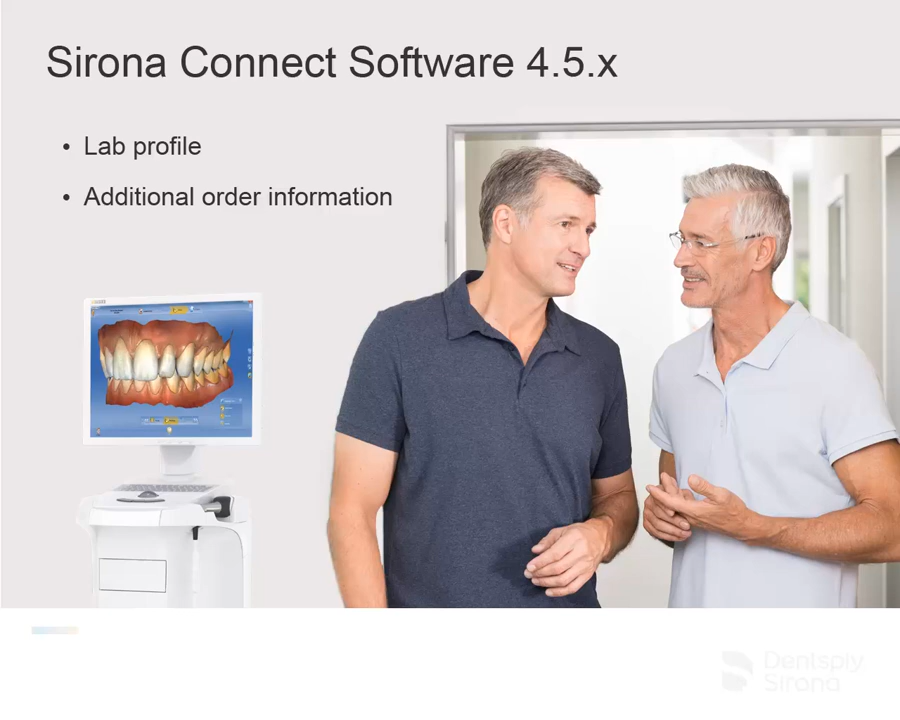 Sirona Connect Software 4.5.x
• Lab profile
• Additional order information
Dentsply
Sirona